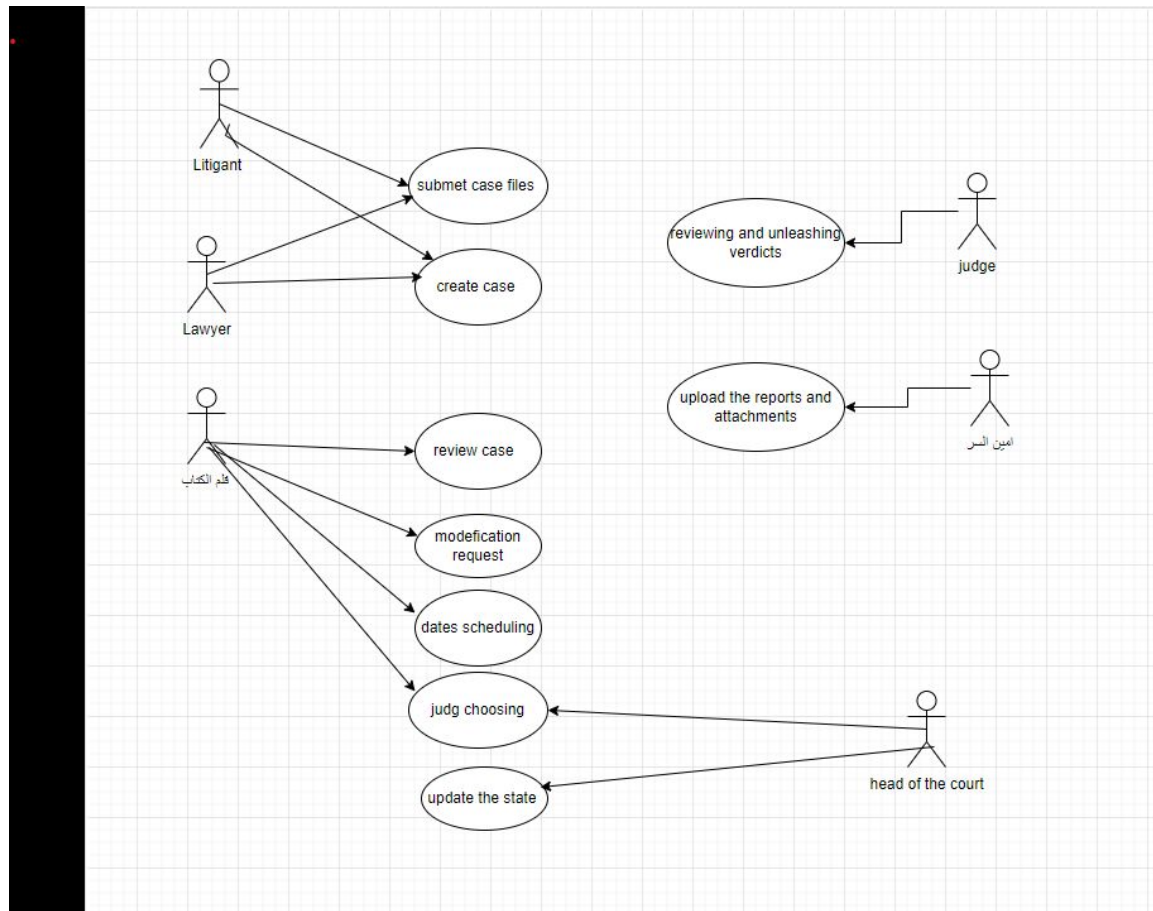 Litigant
submet case files
Lawyer
create case
reviewing and unleashing
verdicts
judge
upload the reports and
attachments
امين السر
قلم الكتاب
review case
modefication
request
dates scheduling
judg choosing
update the state
head of the court